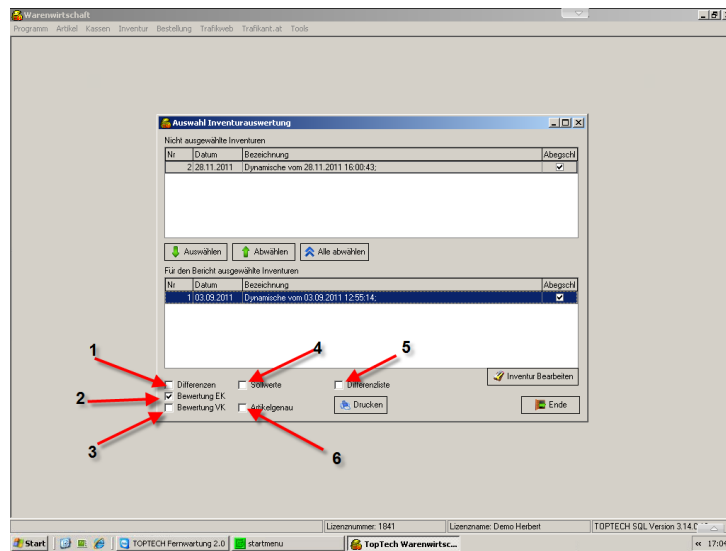 Warenwirtschaft
Programm Artikel Kassen Inventur Bestellung Trafikweb Trafikant.at Tools
Auswahl Inventurauswertung
Nicht ausgewählte Inventuren
Nr Datum Bezeichnung Abegschl
2 28.11.2011 Dynamische vom 28.11.2011 16:00:43;
Auswählen Abwählen Alle abwählen
Für den Bericht ausgewählte Inventuren
Nr Datum Bezeichnung Abegschl
1 03.09.2011 Dynamische vom 03.09.2011 12:55:14;
1 4 5
Inventur Bearbeiten
Differenzen Sollwerte Differenzliste
2 Bewertung EK
Bewertung VK Artikelgenau Drucken Ende
3 6
Lizenznummer: 1841 Lizenzname: Demo Herbert TOPTECH SQL Version 3.14.
Start TOPTECH Fernwartung 2.0 startmenu TopTech Warenwirtsc... « 17:0